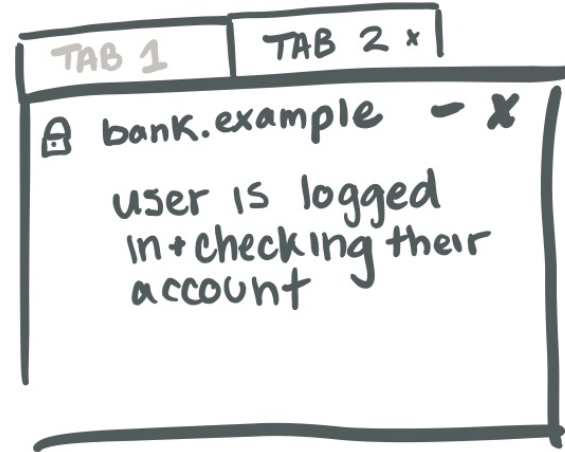 TAB 1
TAB 2 x
bank.example - x
user is logged
in + checking their
account